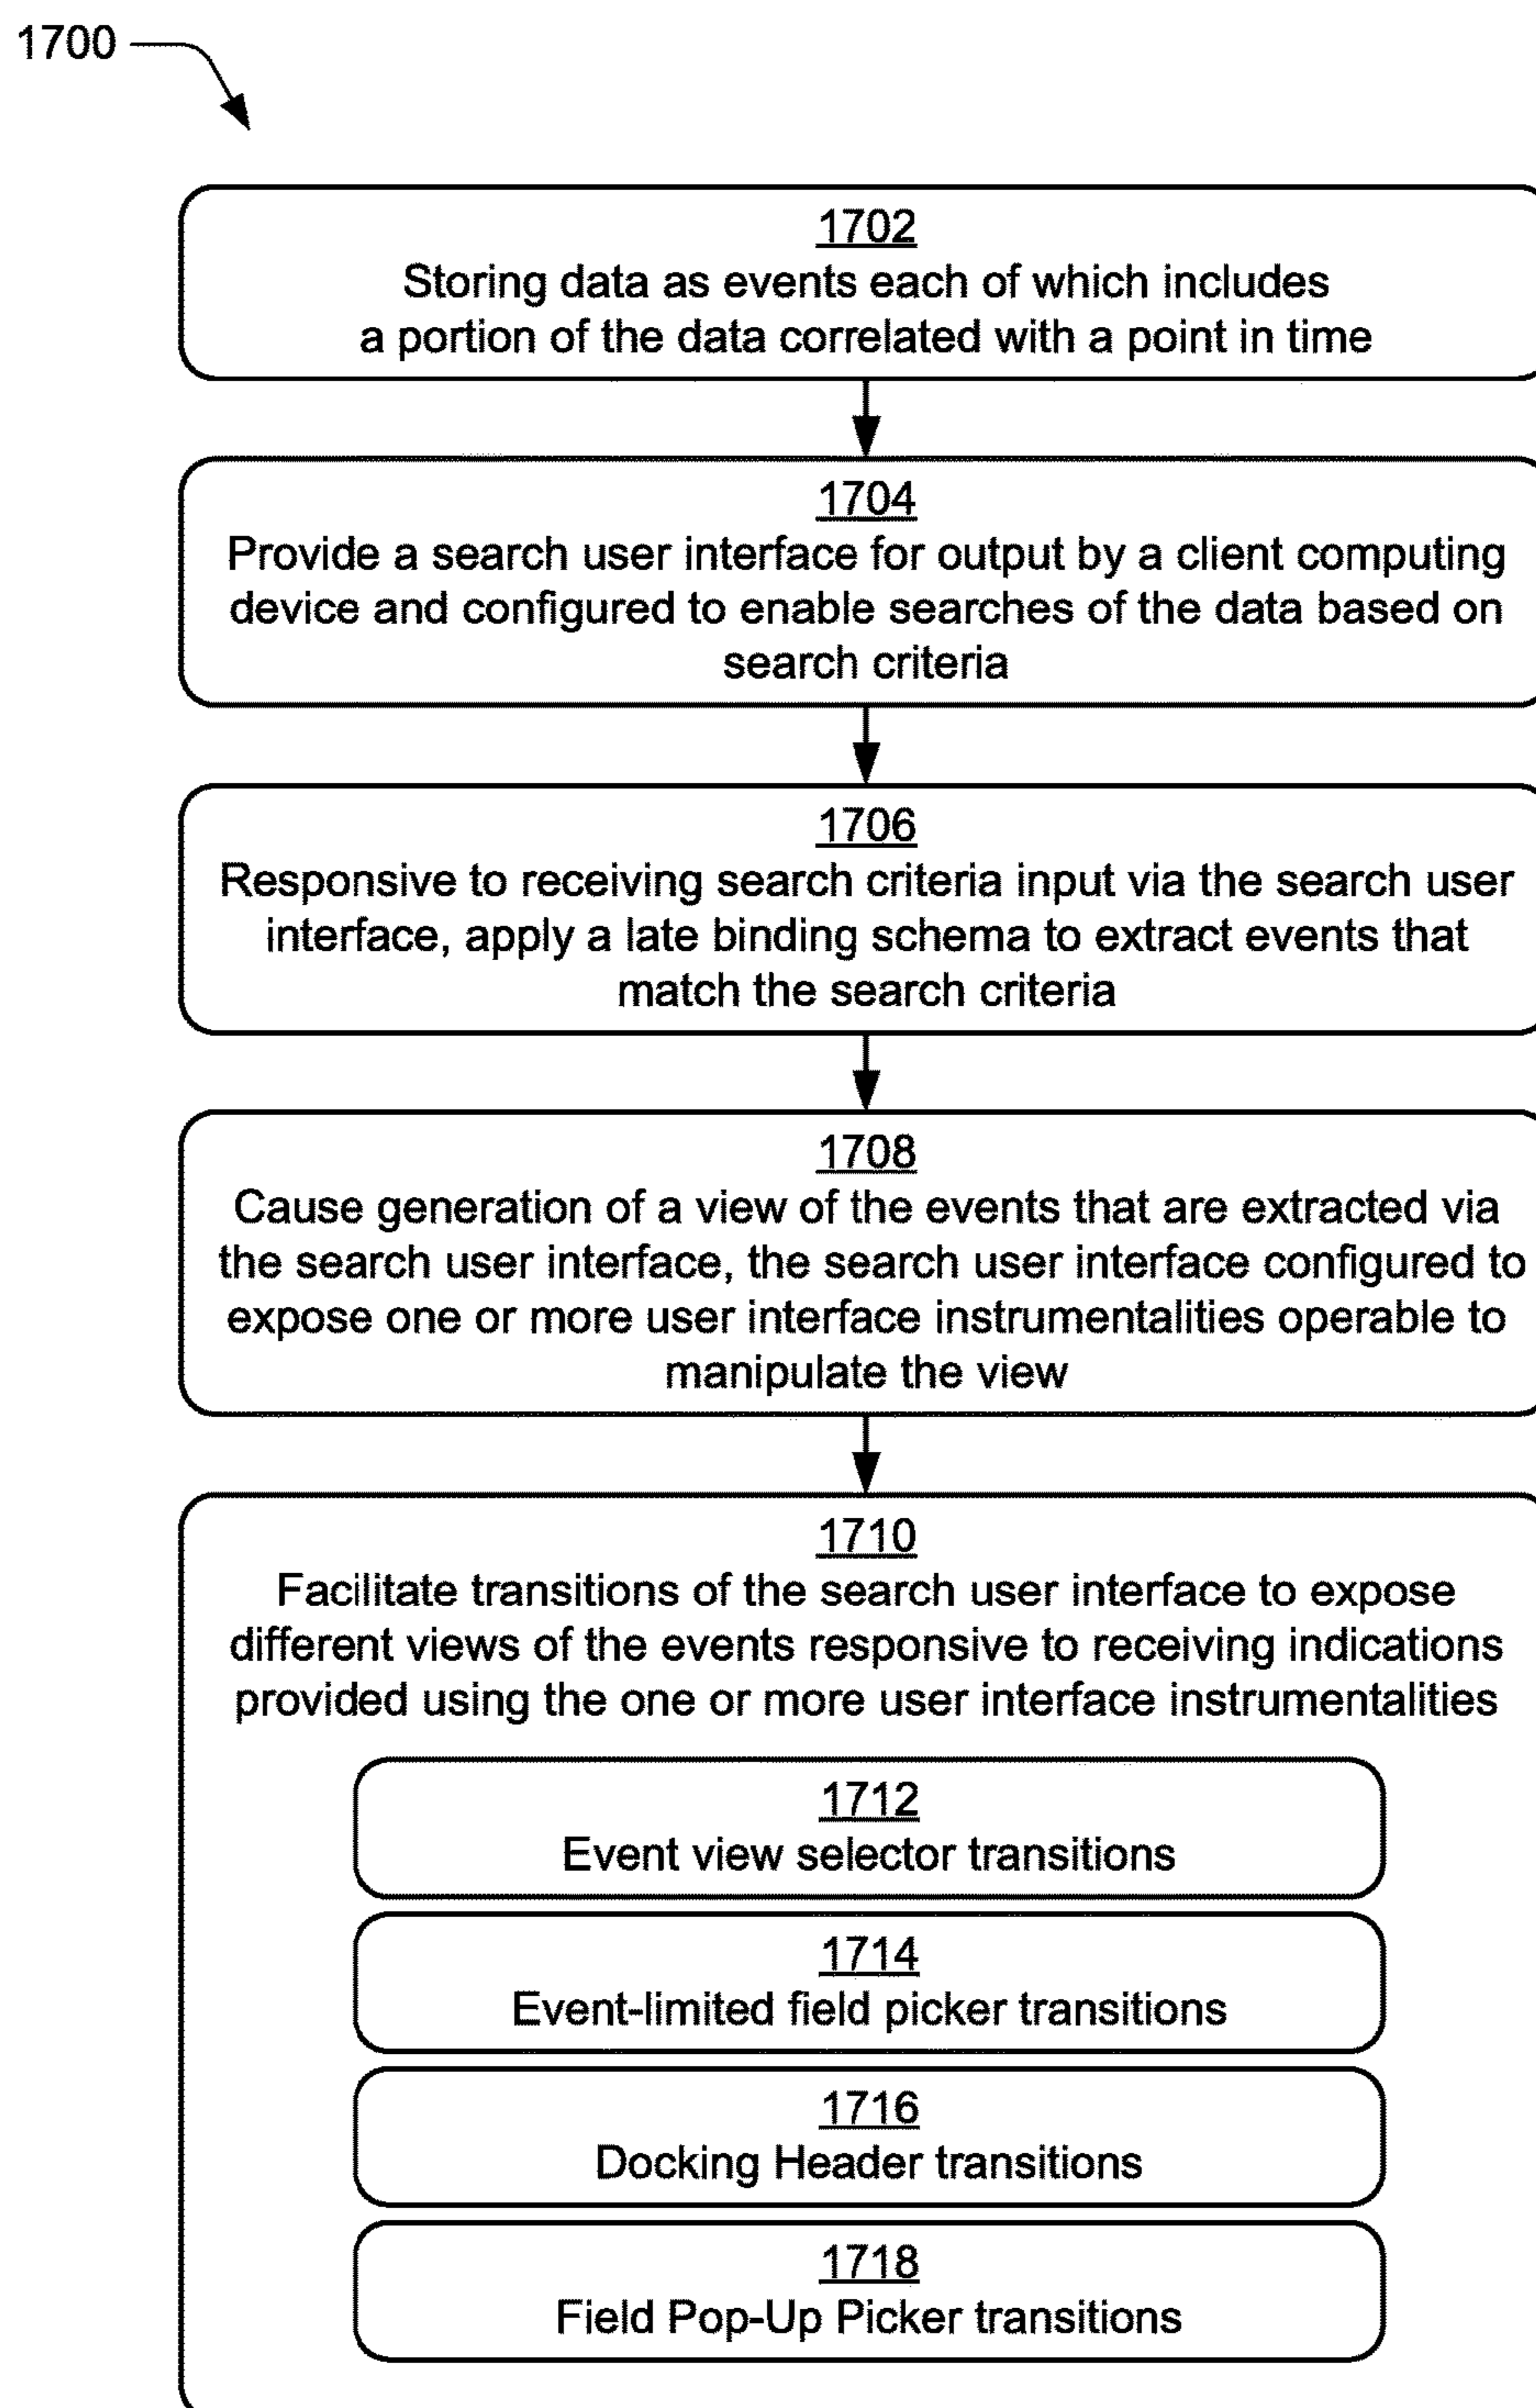 1700
1702
Storing data as events each of which includes
a portion of the data correlated with a point in time
1704
Provide a search user interface for output by a client computing
device and configured to enable searches of the data based on
search criteria
1706
Responsive to receiving search criteria input via the search user
interface, apply a late binding schema to extract events that
match the search criteria
1708
Cause generation of a view of the events that are extracted via
the search user interface, the search user interface configured to
expose one or more user interface instrumentalities operable to
manipulate the view
1710
Facilitate transitions of the search user interface to expose
different views of the events responsive to receiving indications
provided using the one or more user interface instrumentalities
1712
Event view selector transitions
1714
Event-limited field picker transitions
1716
Docking Header transitions
1718
Field Pop-Up Picker transitions